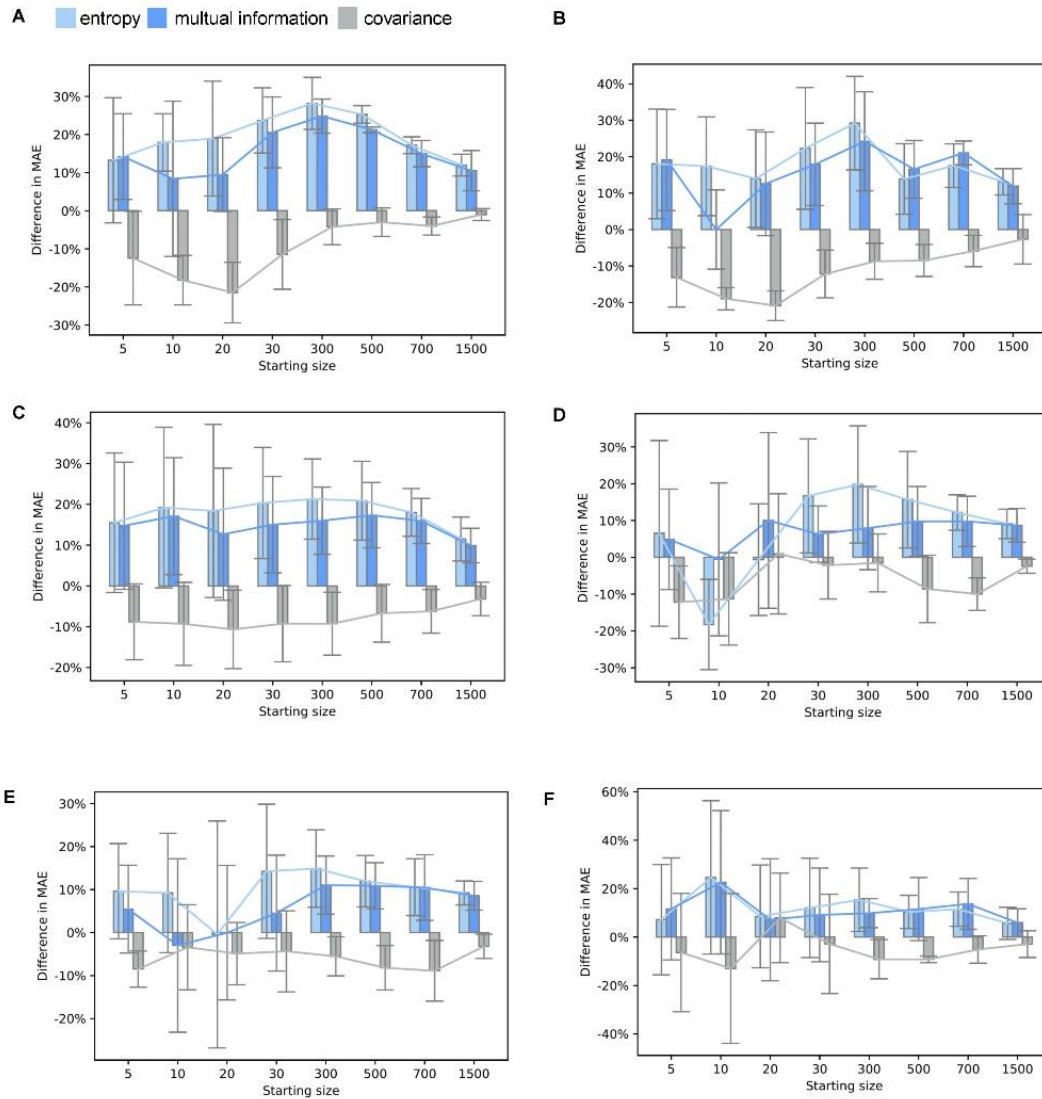 A entropy multual information covariance B
30%
20%
10%
0%
-10%
-20%
-30%
Difference in MAE
5 10 20 30 300 500 700 1500
Starting size
40%
30%
20%
10%
0%
-10%
-20%
Difference in MAE
5 10 20 30 300 500 700 1500
Starting size
C
40%
30%
20%
10%
0%
-10%
-20%
Difference in MAE
5 10 20 30 300 500 700 1500
Starting size
D
30%
20%
10%
0%
-10%
-20%
-30%
Difference in MAE
5 10 20 30 300 500 700 1500
Starting size
E
30%
20%
10%
0%
-10%
-20%
Difference in MAE
5 10 20 30 300 500 700 1500
Starting size
F
60%
40%
20%
0%
-20%
-40%
Difference in MAE
5 10 20 30 300 500 700 1500
Starting size